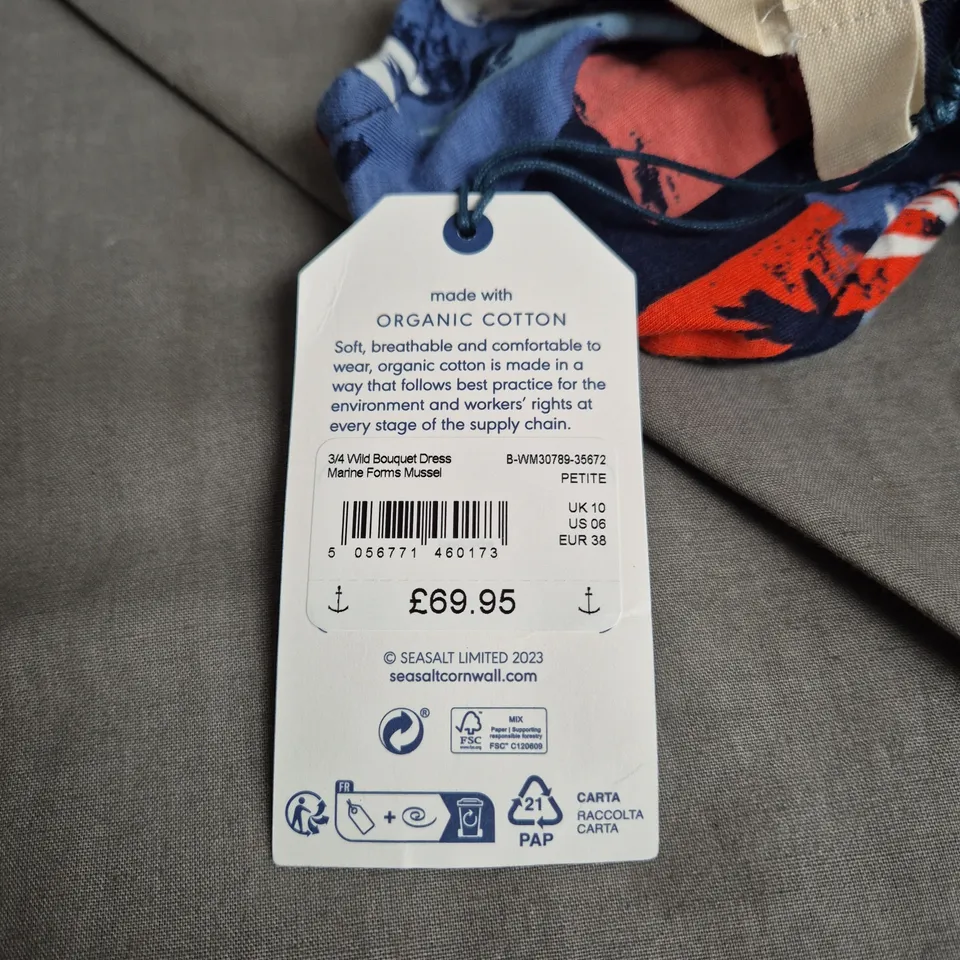 made with
ORGANIC COTTON
Soft, breathable and comfortable to
wear, organic cotton is made in a
way that follows best practice for the
environment and workers' rights at
every stage of the supply chain.
3/4 Wild Bouquet Dress B-WM30789-35672
Marine Forms Mussel PETITE
UK 10
US 06
EUR 38
5 056771 460173
£69.95
© SEASALT LIMITED 2023
seasaltcornwall.com
®
FSC
www.fsc.org
MIX
Paper | Supporting
responsible forestry
FSC® C120609
FR
+
21
PAP
CARTA
RACCOLTA
CARTA